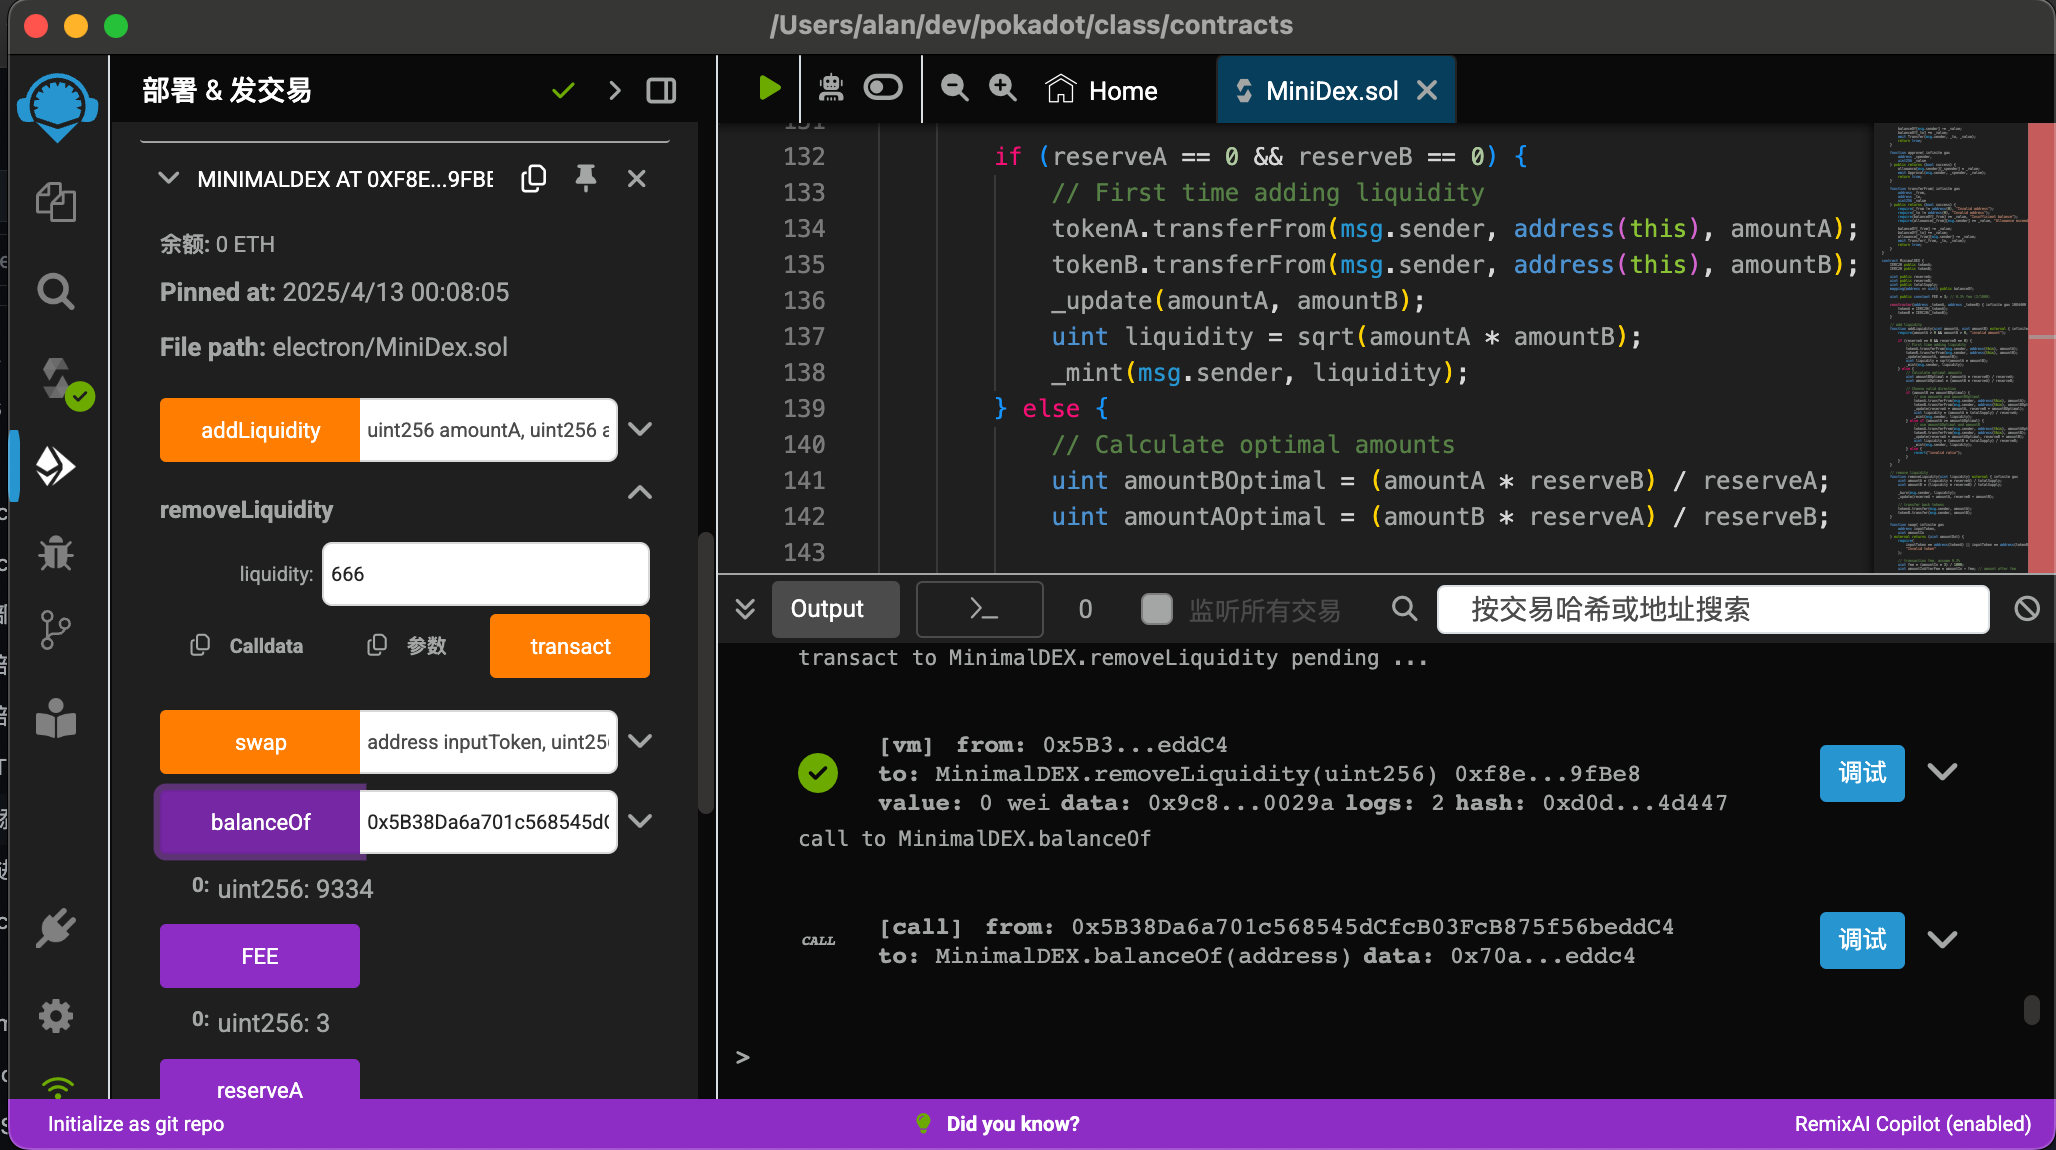 /Users/alan/dev/pokadot/class/contracts
部署 & 发交易
MINIMALDEX AT 0XF8E...9FBE
余额: 0 ETH
Pinned at: 2025/4/13 00:08:05
File path: electron/MiniDex.sol
addLiquidity
uint256 amountA, uint256 a
removeLiquidity
liquidity:
666
Calldata
参数
transact
swap
address inputToken, uint25
balanceOf
0x5B38Da6a701c568545d
0: uint256: 9334
FEE
0: uint256: 3
reserveA
Home
MiniDex.sol
131
132 if (reserveA == 0 && reserveB == 0) {
133 // First time adding liquidity
134 tokenA.transferFrom(msg.sender, address(this), amountA);
135 tokenB.transferFrom(msg.sender, address(this), amountB);
136 _update(amountA, amountB);
137 uint liquidity = sqrt(amountA * amountB);
138 _mint(msg.sender, liquidity);
139 } else {
140 // Calculate optimal amounts
141 uint amountBOptimal = (amountA * reserveB) / reserveA;
142 uint amountAOptimal = (amountB * reserveA) / reserveB;
143
Output
>_
0
监听所有交易
按交易哈希或地址搜索
transact to MinimalDEX.removeLiquidity pending ...
[vm] from: 0x5B3...eddC4
to: MinimalDEX.removeLiquidity(uint256) 0xf8e...9fBe8
value: 0 wei data: 0x9c8...0029a logs: 2 hash: 0xd0d...4d447
调试
call to MinimalDEX.balanceOf
CALL
[call] from: 0x5B38Da6a701c568545dCfcB03FcB875f56beddC4
to: MinimalDEX.balanceOf(address) data: 0x70a...eddc4
调试
>
Initialize as git repo
Did you know?
RemixAI Copilot (enabled)